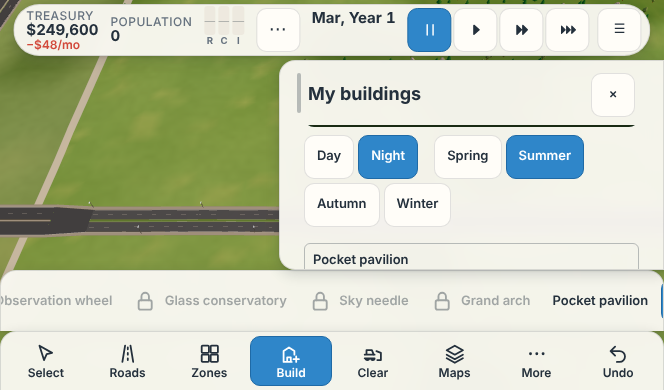 TREASURY
$249,600
−$48/mo
POPULATION
0
R C I
Mar, Year 1
My buildings
Day Night Spring Summer
Autumn Winter
Pocket pavilion
Observation wheel Glass conservatory Sky needle Grand arch Pocket pavilion
Select Roads Zones Build Clear Maps More Undo